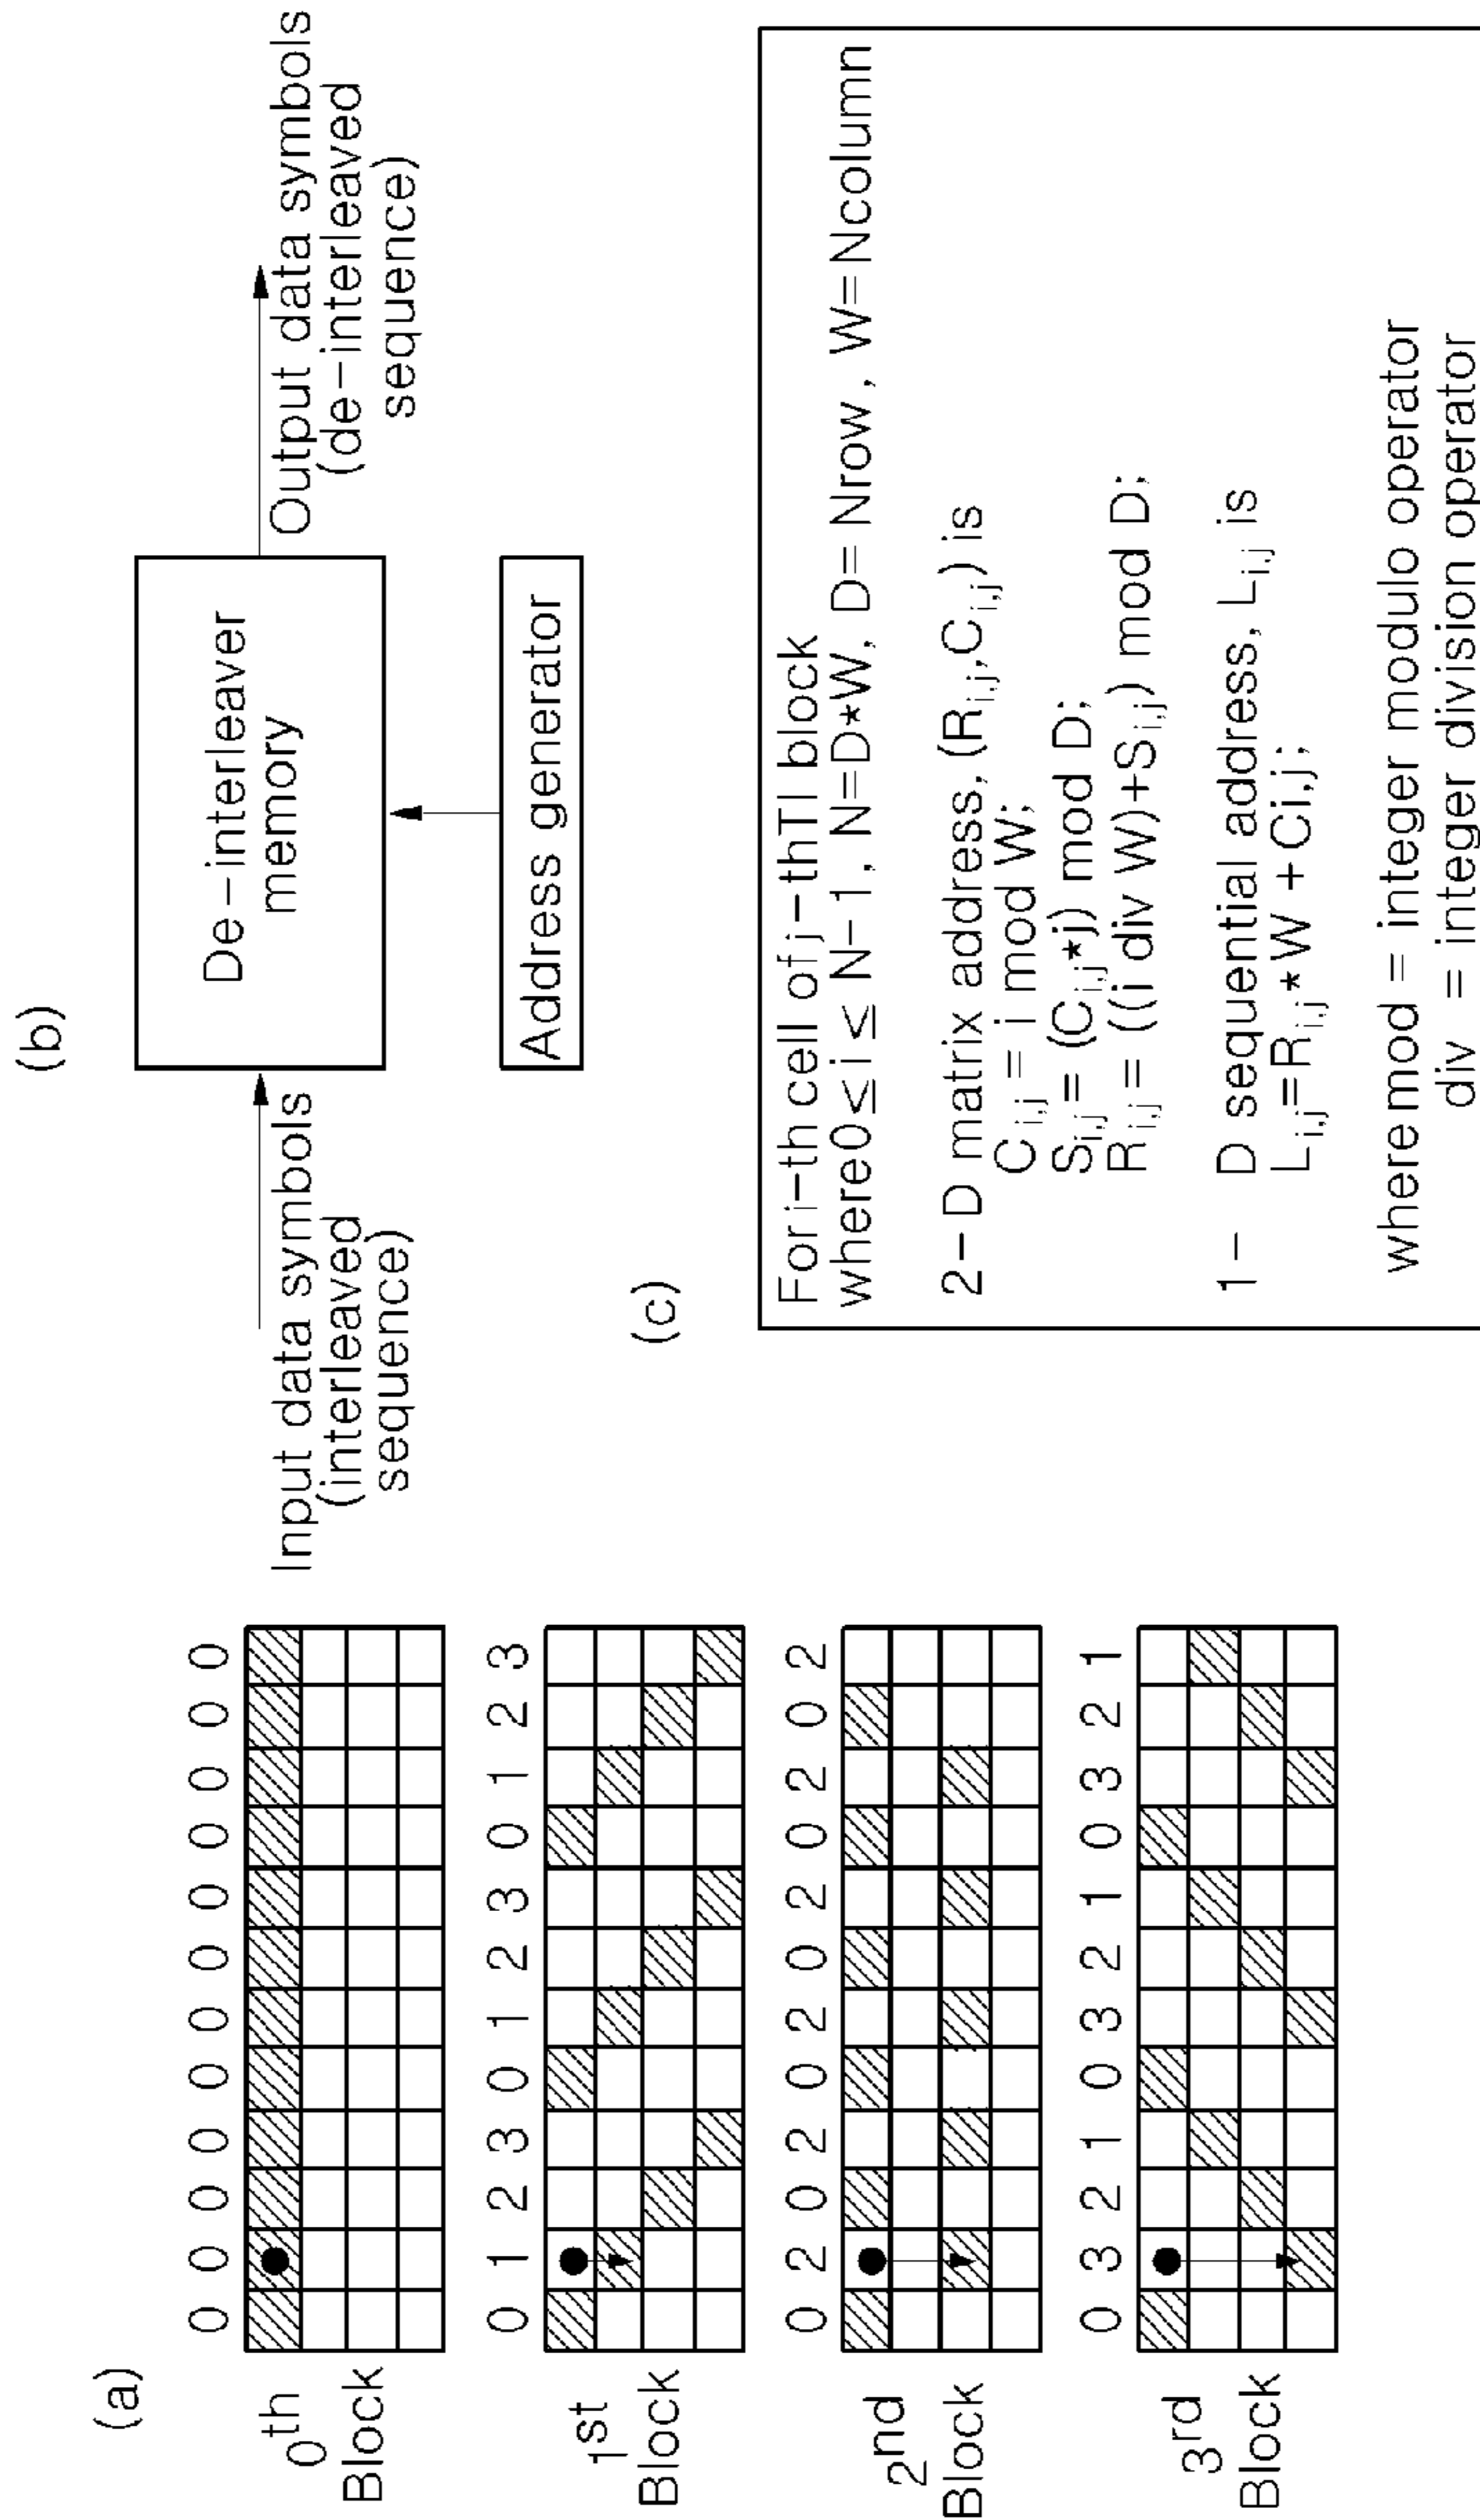 (a)
0th
Block
0 0 0 0 0 0 0 0 0 0 0 0
1st
Block
0 1 2 3 0 1 2 3 0 1 2 3
2nd
Block
0 2 0 2 0 2 0 2 0 2 0 2
3rd
Block
0 3 2 1 0 3 2 1 0 3 2 1
(b)
Input data symbols
(interleaved
sequence)
De-interleaver
memory
Address generator
Output data symbols
(de-interleaved
sequence)
(c)
For i-th cell of j-th TI block
where 0 ≤ i ≤ N-1, N=D*W, D= Nrow, W=Ncolumn
2-D matrix address, (Ri,j, Ci,j) is
Ci,j = i mod W;
Si,j = (Ci,j*j) mod D;
Ri,j = ((i div W)+Si,j) mod D;
1- D sequential address, Li,j is
Li,j=Ri,j*W + Ci,j;
where mod = integer modulo operator
div = integer division operator